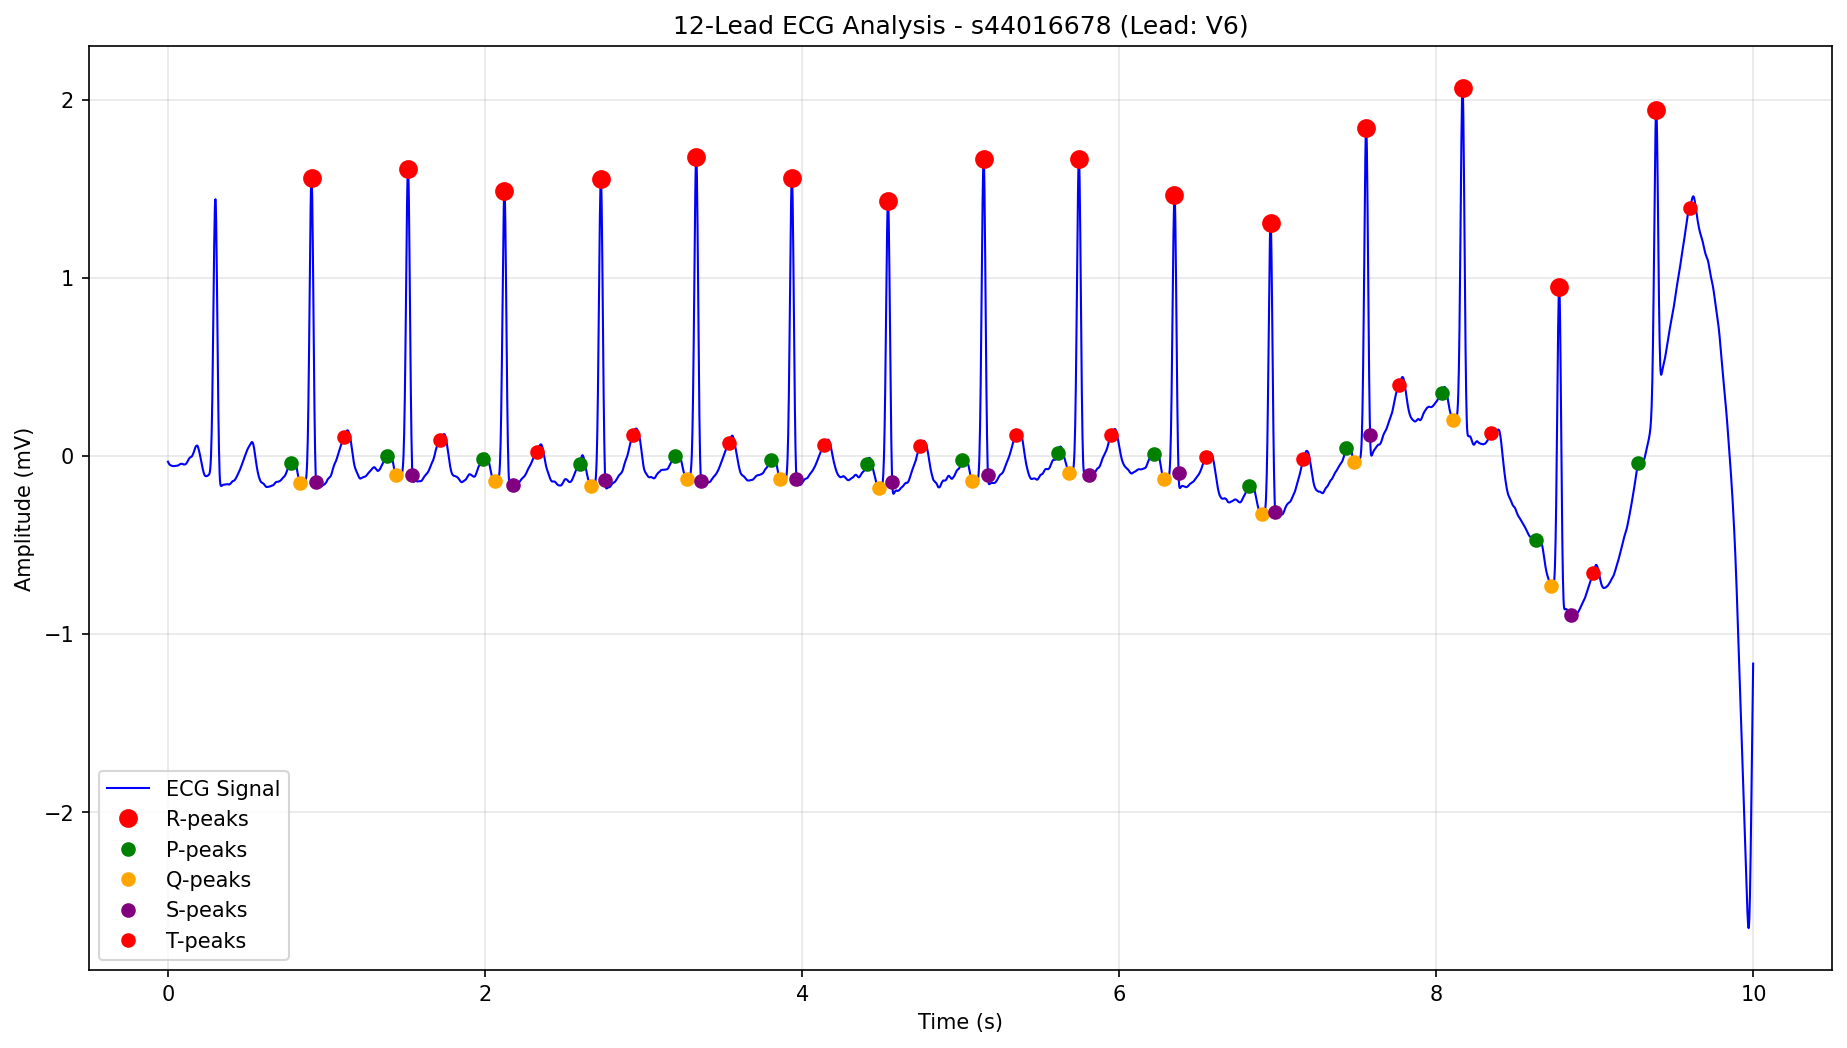 12-Lead ECG Analysis - s44016678 (Lead: V6)
2
1
0
−1
−2
Amplitude (mV)
ECG Signal
R-peaks
P-peaks
Q-peaks
S-peaks
T-peaks
0 2 4 6 8 10
Time (s)